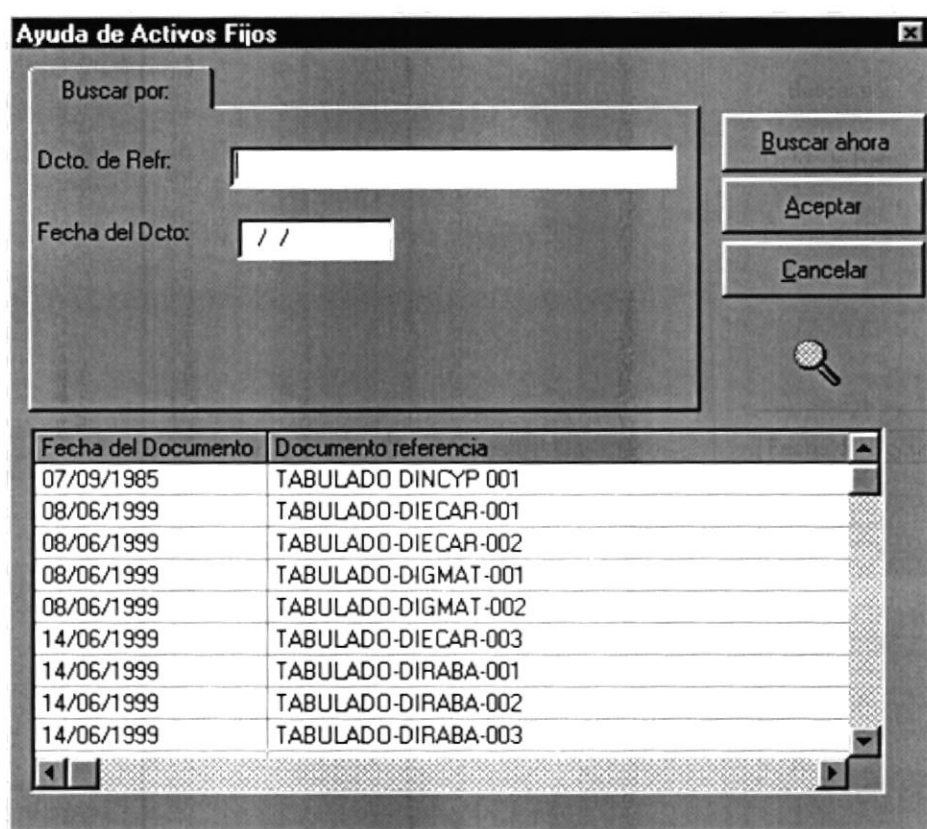 Ayuda de Activos Fijos
Buscar por:
Dcto. de Refr:
Fecha del Dcto:
/ /
Buscar ahora
Aceptar
Cancelar
Fecha del Documento Documento referencia
07/09/1985 TABULADO DINCYP 001
08/06/1999 TABULADO-DIECAR-001
08/06/1999 TABULADO-DIECAR-002
08/06/1999 TABULADO-DIGMAT-001
08/06/1999 TABULADO-DIGMAT-002
14/06/1999 TABULADO-DIECAR-003
14/06/1999 TABULADO-DIRABA-001
14/06/1999 TABULADO-DIRABA-002
14/06/1999 TABULADO-DIRABA-003